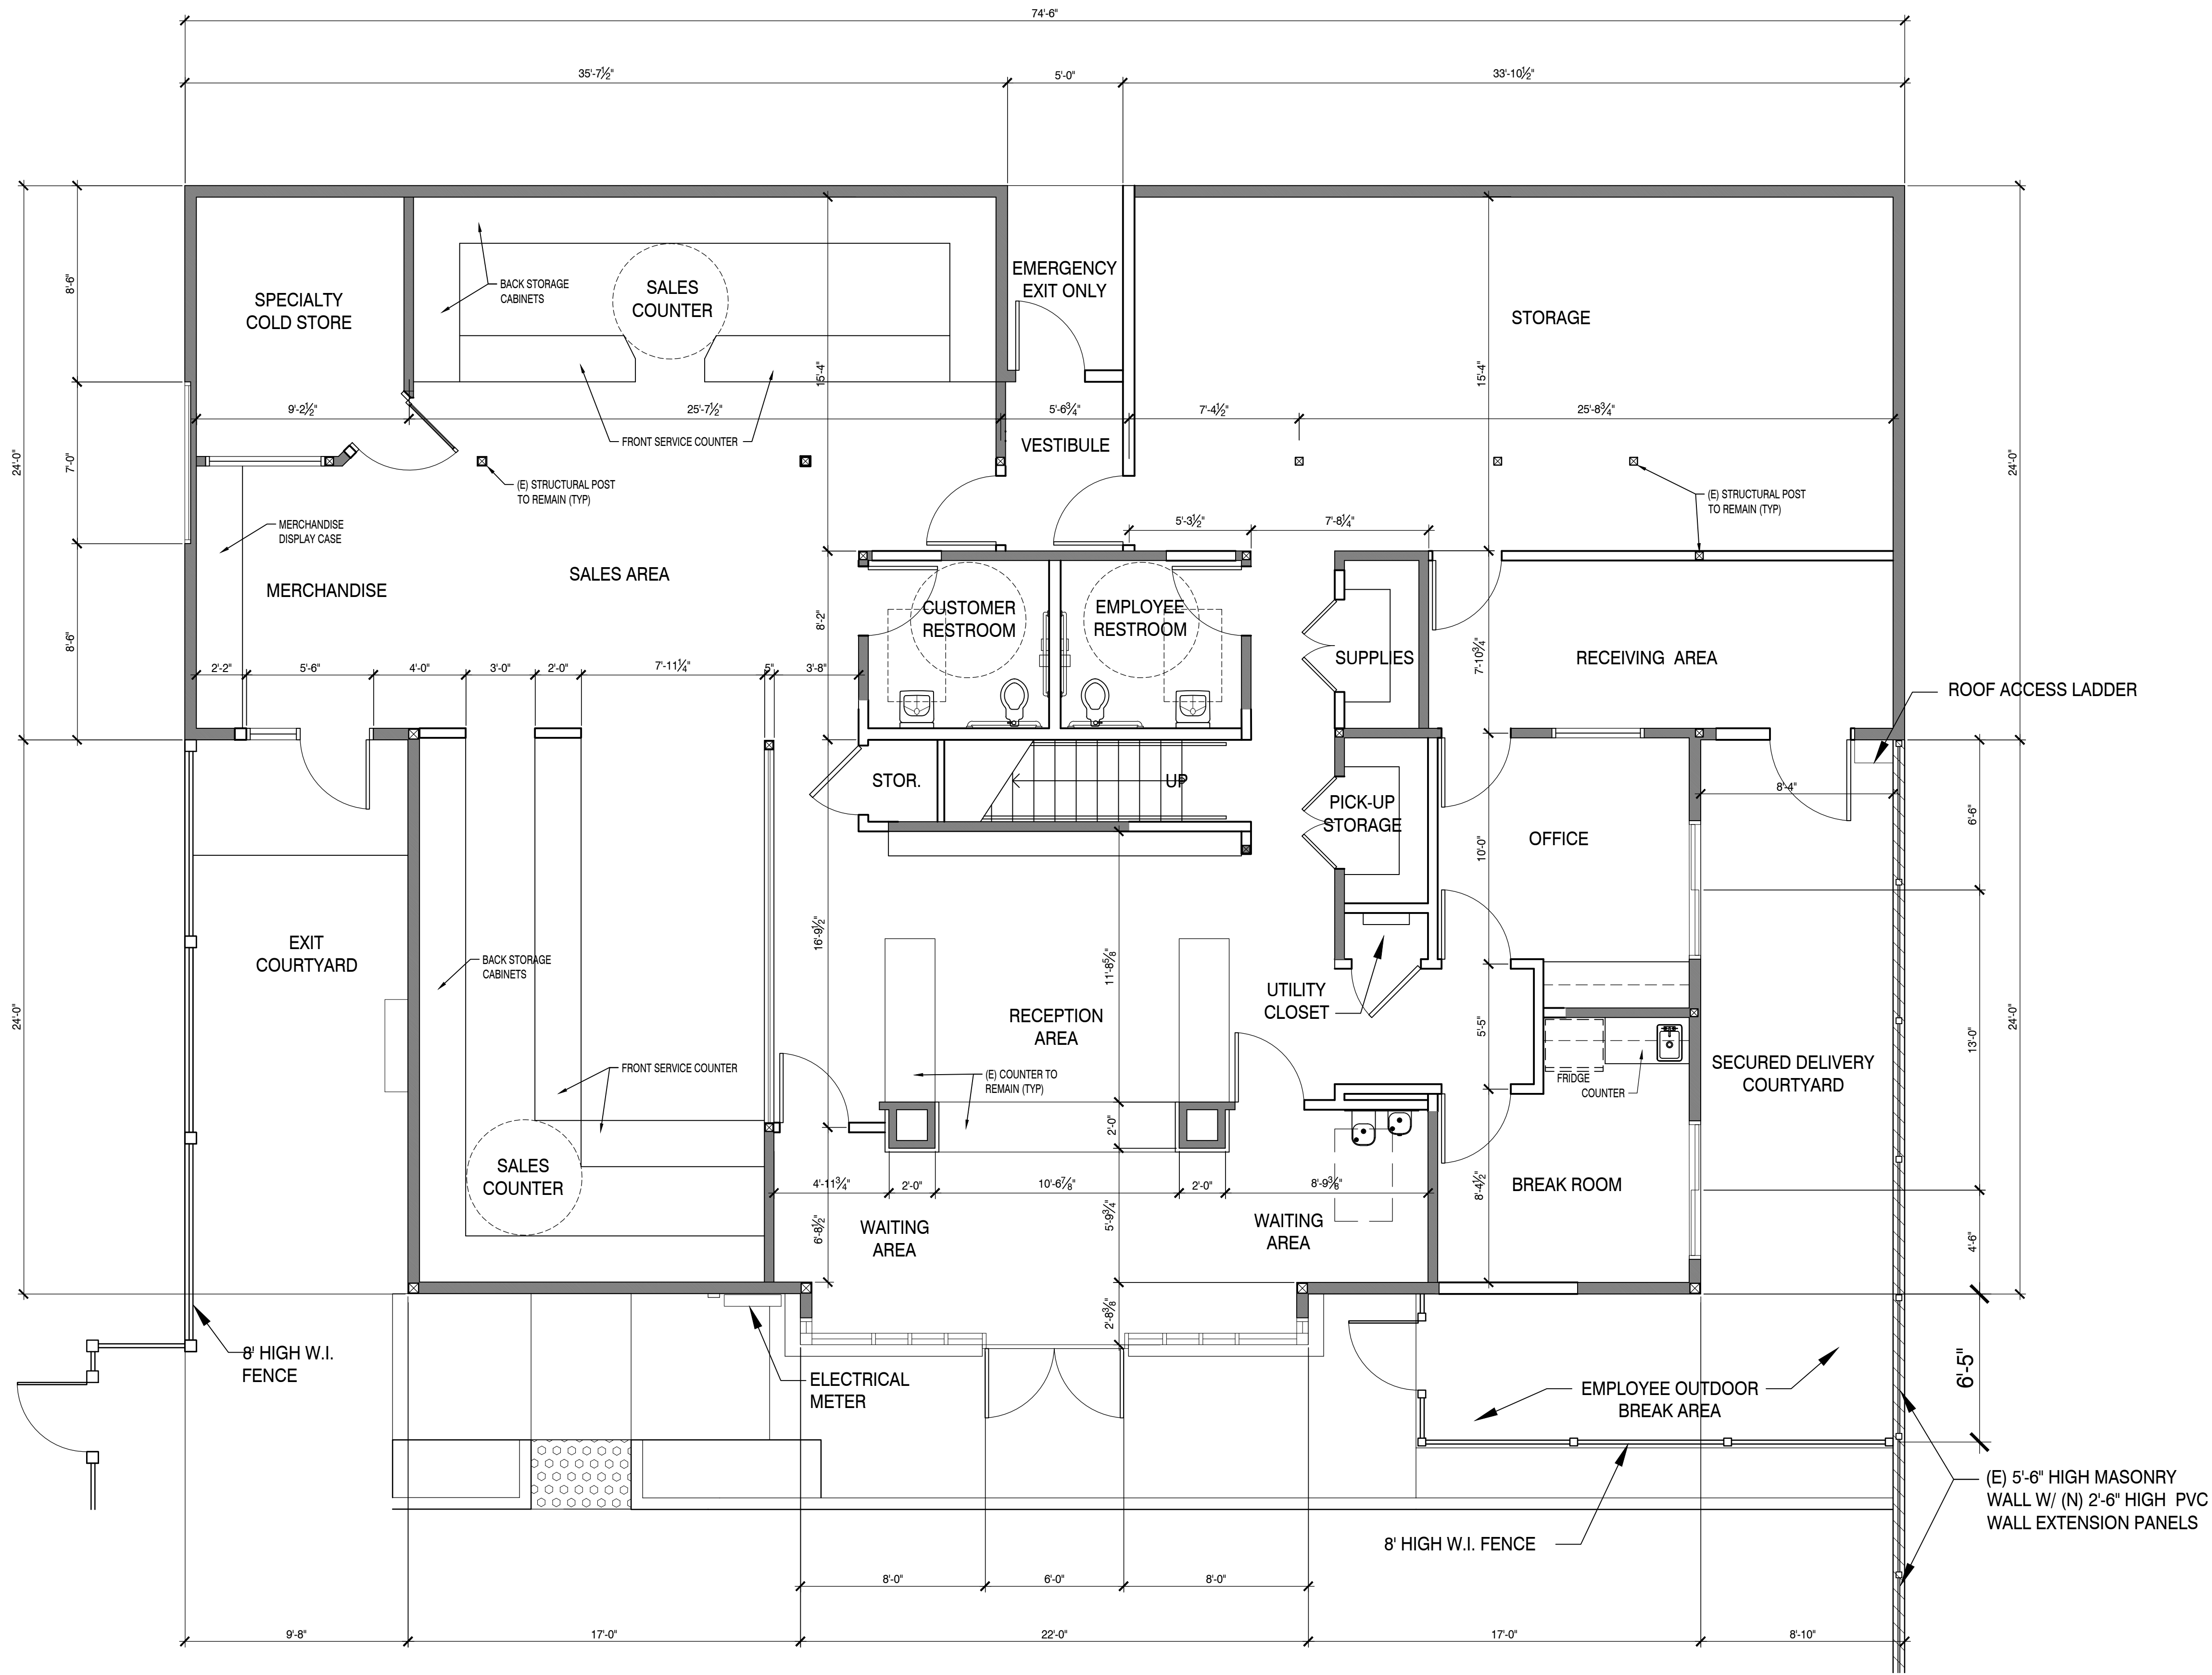 74'-6"
35'-7½"
5'-0"
33'-10½"
8'-6"
24'-0"
7'-0"
8'-6"
24'-0"
SPECIALTY
COLD STORE
BACK STORAGE
CABINETS
SALES
COUNTER
EMERGENCY
EXIT ONLY
STORAGE
15'-4"
15'-4"
9'-2½"
25'-7½"
5'-6¾"
7'-4½"
25'-8¾"
FRONT SERVICE COUNTER
VESTIBULE
(E) STRUCTURAL POST
TO REMAIN (TYP)
(E) STRUCTURAL POST
TO REMAIN (TYP)
24'-0"
MERCHANDISE
DISPLAY CASE
5'-3½"
7'-8¼"
MERCHANDISE
SALES AREA
8'-2"
CUSTOMER
RESTROOM
EMPLOYEE
RESTROOM
SUPPLIES
7'-10¾"
RECEIVING AREA
2'-2"
5'-6"
4'-0"
3'-0"
2'-0"
7'-11¼"
5"
3'-8"
ROOF ACCESS LADDER
STOR.
UP
PICK-UP
STORAGE
OFFICE
8'-4"
6'-6"
10'-0"
EXIT
COURTYARD
BACK STORAGE
CABINETS
16'-9½"
11'-8⅝"
UTILITY
CLOSET
RECEPTION
AREA
5'-5"
13'-0"
24'-0"
SECURED DELIVERY
COURTYARD
FRIDGE
COUNTER
FRONT SERVICE COUNTER
(E) COUNTER TO
REMAIN (TYP)
2'-0"
SALES
COUNTER
4'-11¾"
2'-0"
10'-6⅞"
2'-0"
8'-9⅜"
8'-4½"
BREAK ROOM
WAITING
AREA
6'-8½"
5'-9¾"
WAITING
AREA
4'-6"
2'-8⅜"
8' HIGH W.I.
FENCE
ELECTRICAL
METER
EMPLOYEE OUTDOOR
BREAK AREA
6'-5"
(E) 5'-6" HIGH MASONRY
WALL W/ (N) 2'-6" HIGH PVC
WALL EXTENSION PANELS
8' HIGH W.I. FENCE
8'-0"
6'-0"
8'-0"
9'-8"
17'-0"
22'-0"
17'-0"
8'-10"